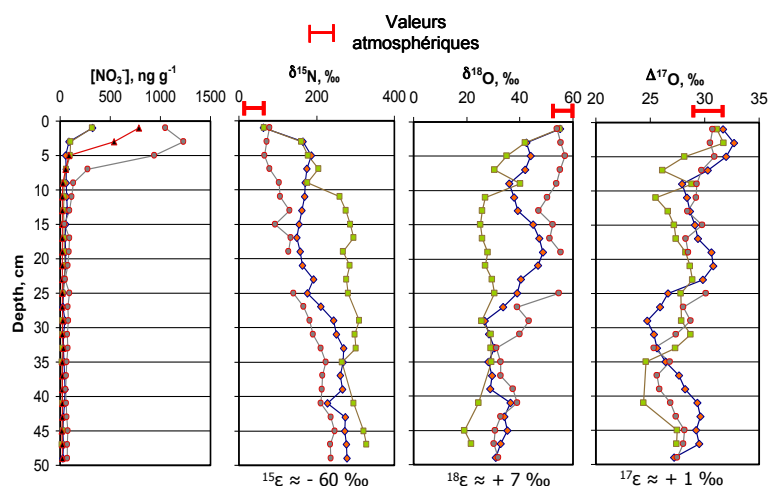 Valeurs
atmosphériques
[NO₃⁻], ng g⁻¹
δ¹⁵N, ‰
δ¹⁸O, ‰
Δ¹⁷O, ‰
0 500 1000 1500
0 200 400
0 20 40 60
20 25 30 35
Depth, cm
0
5
10
15
20
25
30
35
40
45
50
¹⁵ε ≈ - 60 ‰
¹⁸ε ≈ + 7 ‰
¹⁷ε ≈ + 1 ‰